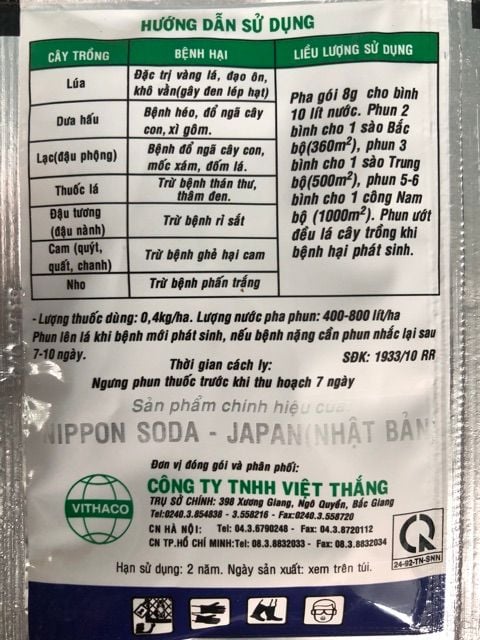 HƯỚNG DẪN SỬ DỤNG
CÂY TRỒNG
BỆNH HẠI
LIỀU LƯỢNG SỬ DỤNG
Lúa
Đặc trị vàng lá, đạo ôn,
khô vằn(gây đen lép hạt)
Dưa hấu
Bệnh héo, đổ ngã cây
con, xì gôm.
Lạc(đậu phộng)
Bệnh đổ ngã cây con,
mốc xám, đốm lá.
Thuốc lá
Trừ bệnh thán thư,
thâm đen.
Đậu tương
(đậu nành)
Trừ bệnh rỉ sắt
Cam (quýt,
quất, chanh)
Trừ bệnh ghẻ hại cam
Nho
Trừ bệnh phấn trắng
Pha gói 8g cho bình
10 lít nước. Phun 2
bình cho 1 sào Bắc
bộ(360m²), phun 3
bình cho 1 sào Trung
bộ(500m²), phun 5-6
bình cho 1 công Nam
bộ (1000m²). Phun ướt
đều lá cây trồng khi
bệnh hại phát sinh.
- Lượng thuốc dùng: 0,4kg/ha. Lượng nước pha phun: 400-800 lít/ha
Phun lên lá khi bệnh mới phát sinh, nếu bệnh nặng cần phun nhắc lại sau
7-10 ngày.
SĐK: 1933/10 RR
Thời gian cách ly:
Ngưng phun thuốc trước khi thu hoạch 7 ngày
Sản phẩm chính hiệu của
NIPPON SODA - JAPAN(NHẬT BẢN)
Đơn vị đóng gói và phân phối:
CÔNG TY TNHH VIỆT THẮNG
VITHACO
TRỤ SỞ CHÍNH: 398 Xương Giang, Ngô Quyền, Bắc Giang
Tel:0240.3.854838 - 3.558216 - Fax:0240.3.558720
CN HÀ NỘI: Tel: 04.3.6790248 - Fax: 04.3.8720112
CN TP.HỒ CHÍ MINH:Tel: 08.3.8832033 - Fax: 08.3.8832034
24-02-TN-SNN
Hạn sử dụng: 2 năm. Ngày sản xuất: xem trên túi.